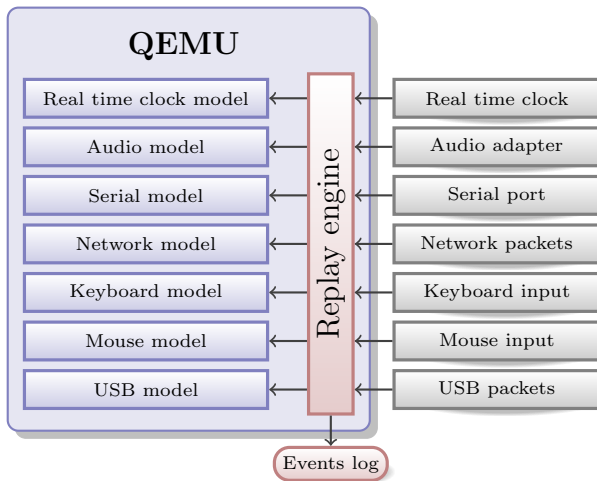 QEMU
Real time clock model
Audio model
Serial model
Network model
Keyboard model
Mouse model
USB model
Replay engine
Real time clock
Audio adapter
Serial port
Network packets
Keyboard input
Mouse input
USB packets
Events log